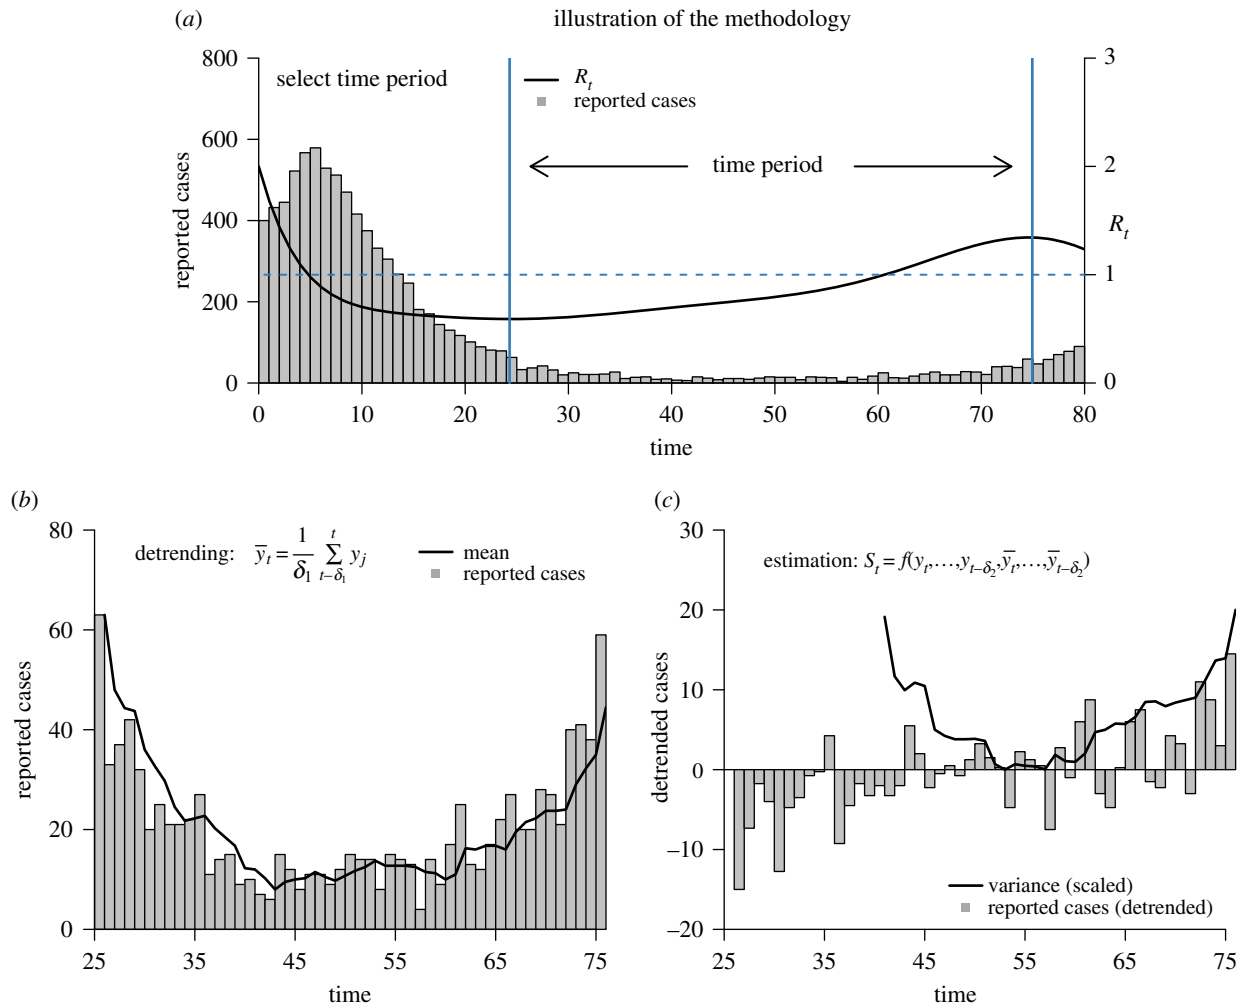 (a) illustration of the methodology
select time period
R_t
reported cases
time period
reported cases
800
600
400
200
0
3
2
1
0
R_t
0 10 20 30 40 50 60 70 80
time
(b)
detrending: ȳ_t = 1/δ_1 ∑_{t–δ_1}^{t} y_j
mean
reported cases
reported cases
80
60
40
20
0
25 35 45 55 65 75
time
(c)
estimation: S_t = f(y_t,…,y_{t–δ_2},ȳ_t,…,ȳ_{t–δ_2})
detrended cases
30
20
10
0
–10
–20
variance (scaled)
reported cases (detrended)
25 35 45 55 65 75
time